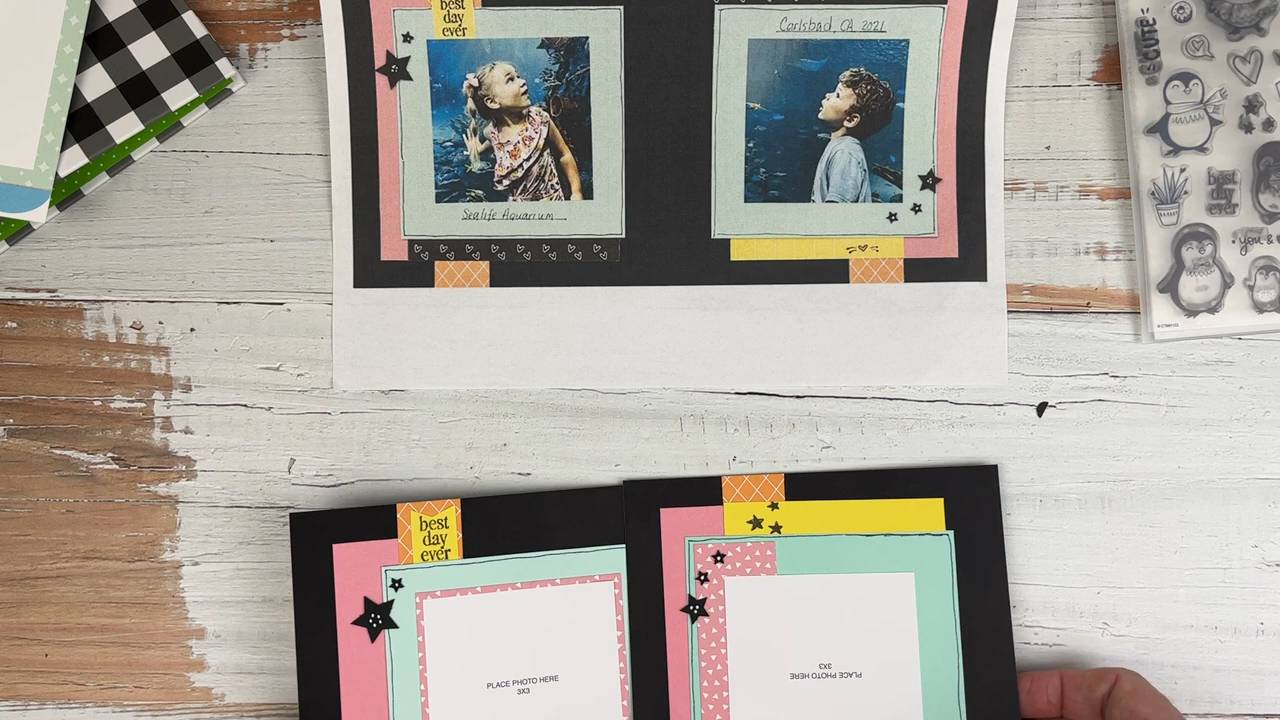 best
day
ever
Carlsbad, CA 2021
Sealife Aquarium
BE CUTE
best
day
ever
you &
best
day
ever
PLACE PHOTO HERE
3X3
PLACE PHOTO HERE
3X3